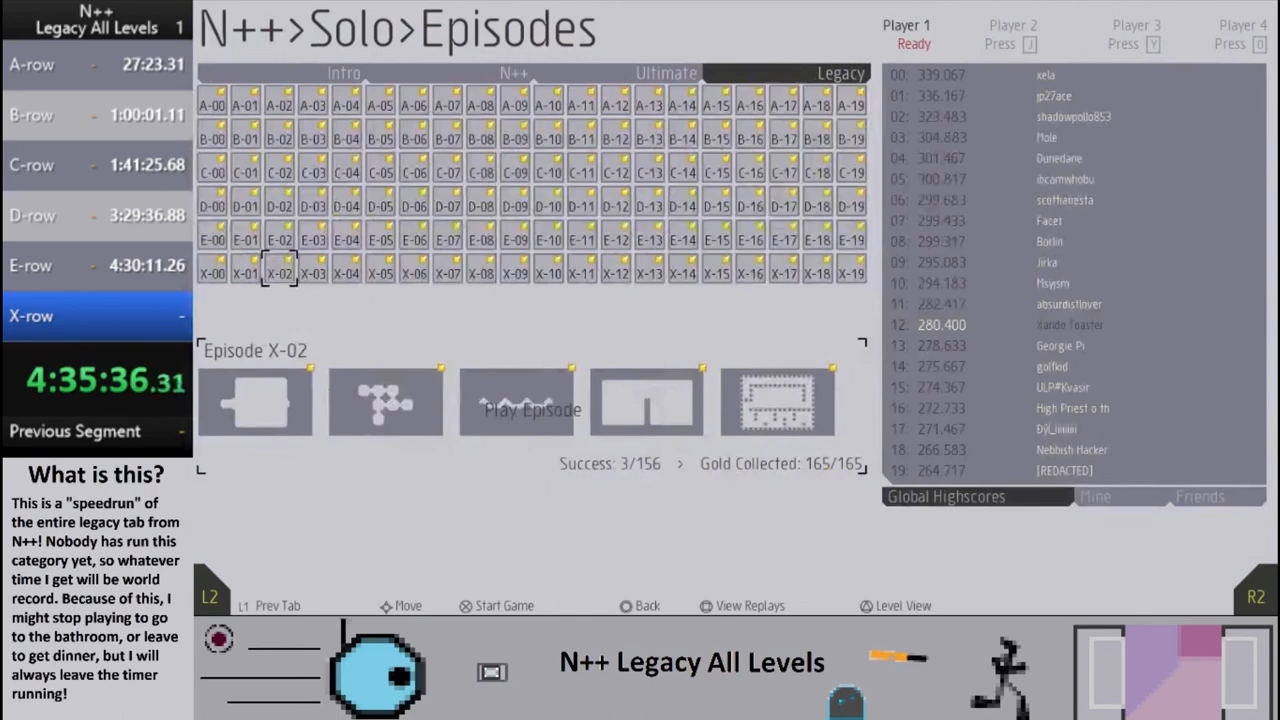 N++
Legacy All Levels 1
A-row - 27:23.31
B-row - 1:00:01.11
C-row - 1:41:25.68
D-row - 3:29:36.88
E-row - 4:30:11.26
X-row -
4:35:36.31
Previous Segment -
What is this?
This is a "speedrun" of
the entire legacy tab from
N++! Nobody has run this
category yet, so whatever
time I get will be world
record. Because of this, I
might stop playing to go
to the bathroom, or leave
to get dinner, but I will
always leave the timer
running!
N++>Solo>Episodes
Intro N++ Ultimate Legacy
A-00 A-01 A-02 A-03 A-04 A-05 A-06 A-07 A-08 A-09 A-10 A-11 A-12 A-13 A-14 A-15 A-16 A-17 A-18 A-19
B-00 B-01 B-02 B-03 B-04 B-05 B-06 B-07 B-08 B-09 B-10 B-11 B-12 B-13 B-14 B-15 B-16 B-17 B-18 B-19
C-00 C-01 C-02 C-03 C-04 C-05 C-06 C-07 C-08 C-09 C-10 C-11 C-12 C-13 C-14 C-15 C-16 C-17 C-18 C-19
D-00 D-01 D-02 D-03 D-04 D-05 D-06 D-07 D-08 D-09 D-10 D-11 D-12 D-13 D-14 D-15 D-16 D-17 D-18 D-19
E-00 E-01 E-02 E-03 E-04 E-05 E-06 E-07 E-08 E-09 E-10 E-11 E-12 E-13 E-14 E-15 E-16 E-17 E-18 E-19
X-00 X-01 X-02 X-03 X-04 X-05 X-06 X-07 X-08 X-09 X-10 X-11 X-12 X-13 X-14 X-15 X-16 X-17 X-18 X-19
Episode X-02
Play Episode
Success: 3/156 > Gold Collected: 165/165
Player 1 Player 2 Player 3 Player 4
Ready Press J Press Y Press O
00: 339.067 xela
01: 336.167 jp27ace
02: 323.483 shadowpollo853
03: 304.883 Mole
04: 301.467 Dunedane
05: 300.817 ibcamwhobu
06: 299.683 scothanesta
07: 299.433 Facet
08: 299.317 Borlin
09: 295.083 Jirka
10: 294.183 Msyjsm
11: 282.417 absurdistlover
12: 280.400 Xando Toaster
13: 278.633 Georgie Pi
14: 275.667 golfkid
15: 274.367 ULP#Kvasir
16: 272.733 High Priest o th
17: 271.467
18: 266.583 Nebbish Hacker
19: 264.717 [REDACTED]
Global Highscores Mine Friends
L2 L1 Prev Tab Move Start Game Back View Replays Level View R2
N++ Legacy All Levels